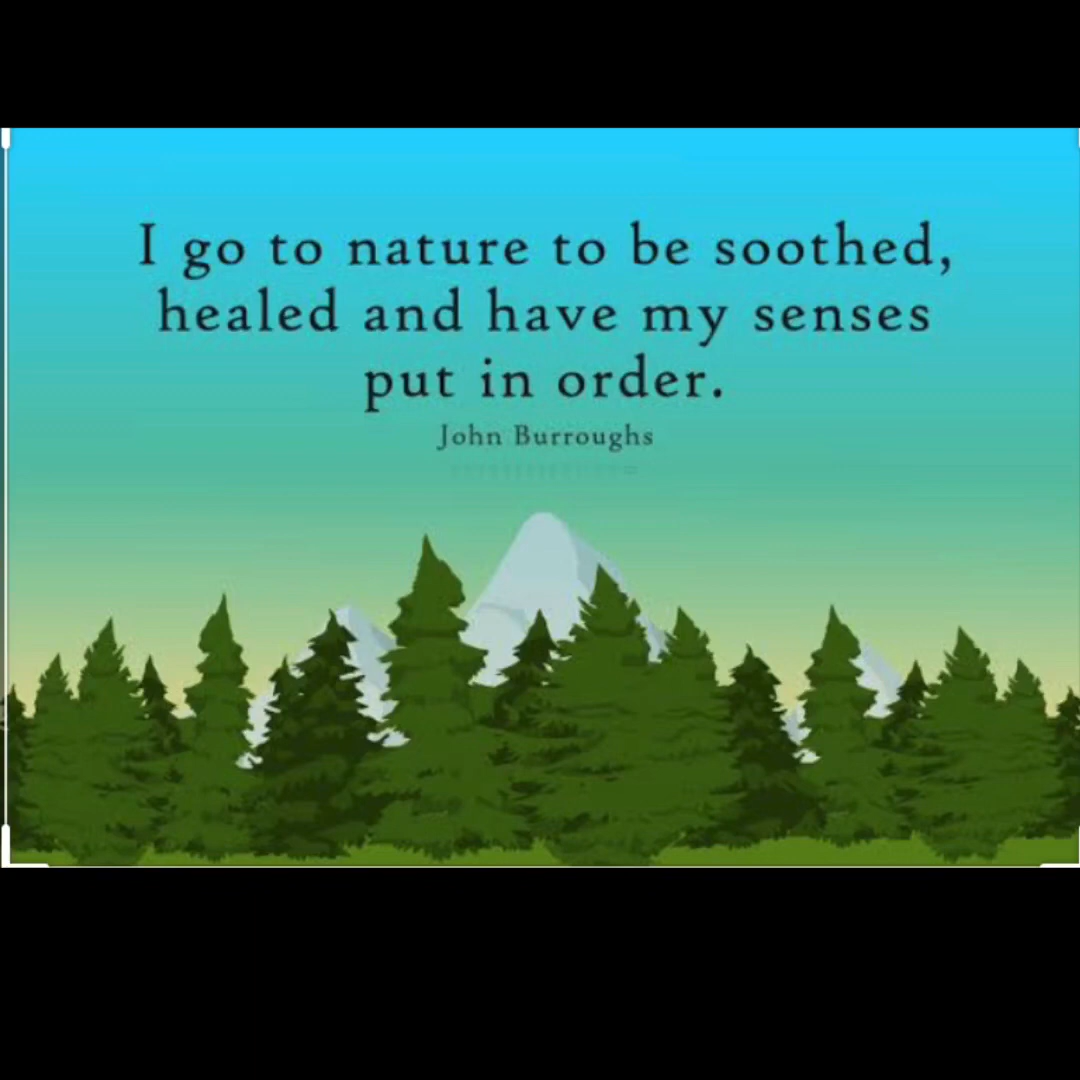 I go to nature to be soothed,
healed and have my senses
put in order.
John Burroughs